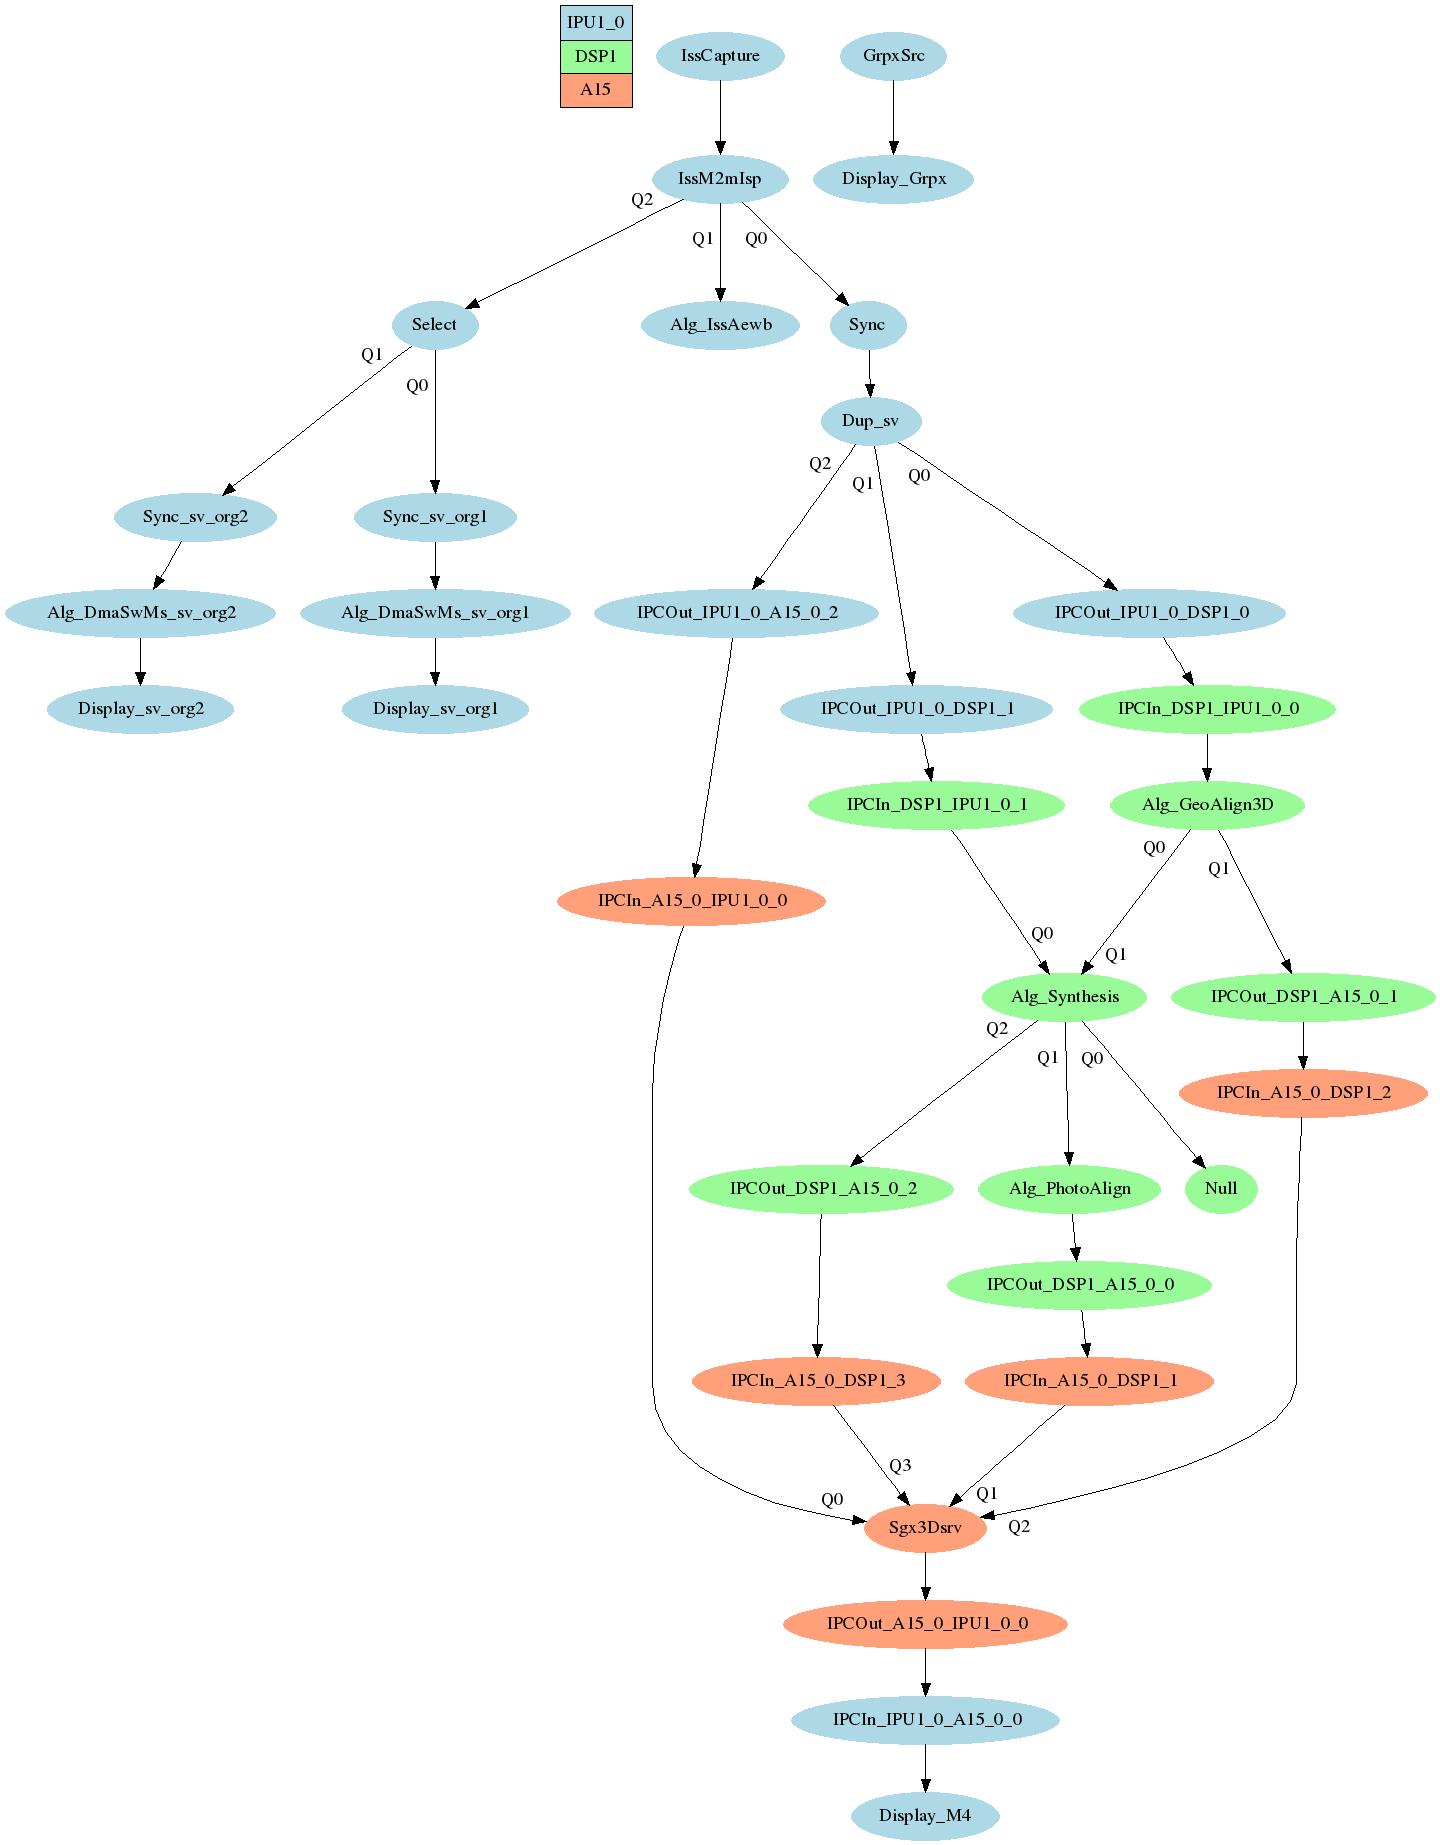 IPU1_0
DSP1
A15
IssCapture
GrpxSrc
IssM2mIsp
Display_Grpx
Q2
Q1
Q0
Select
Alg_IssAewb
Sync
Q1
Q0
Dup_sv
Q2
Q1
Q0
Sync_sv_org2
Sync_sv_org1
Alg_DmaSwMs_sv_org2
Alg_DmaSwMs_sv_org1
IPCOut_IPU1_0_A15_0_2
IPCOut_IPU1_0_DSP1_0
Display_sv_org2
Display_sv_org1
IPCOut_IPU1_0_DSP1_1
IPCIn_DSP1_IPU1_0_0
IPCIn_DSP1_IPU1_0_1
Alg_GeoAlign3D
Q0
Q1
IPCIn_A15_0_IPU1_0_0
Q0
Q1
Alg_Synthesis
IPCOut_DSP1_A15_0_1
Q2
Q1
Q0
IPCIn_A15_0_DSP1_2
IPCOut_DSP1_A15_0_2
Alg_PhotoAlign
Null
IPCOut_DSP1_A15_0_0
IPCIn_A15_0_DSP1_3
IPCIn_A15_0_DSP1_1
Q3
Q0
Q1
Q2
Sgx3Dsrv
IPCOut_A15_0_IPU1_0_0
IPCIn_IPU1_0_A15_0_0
Display_M4